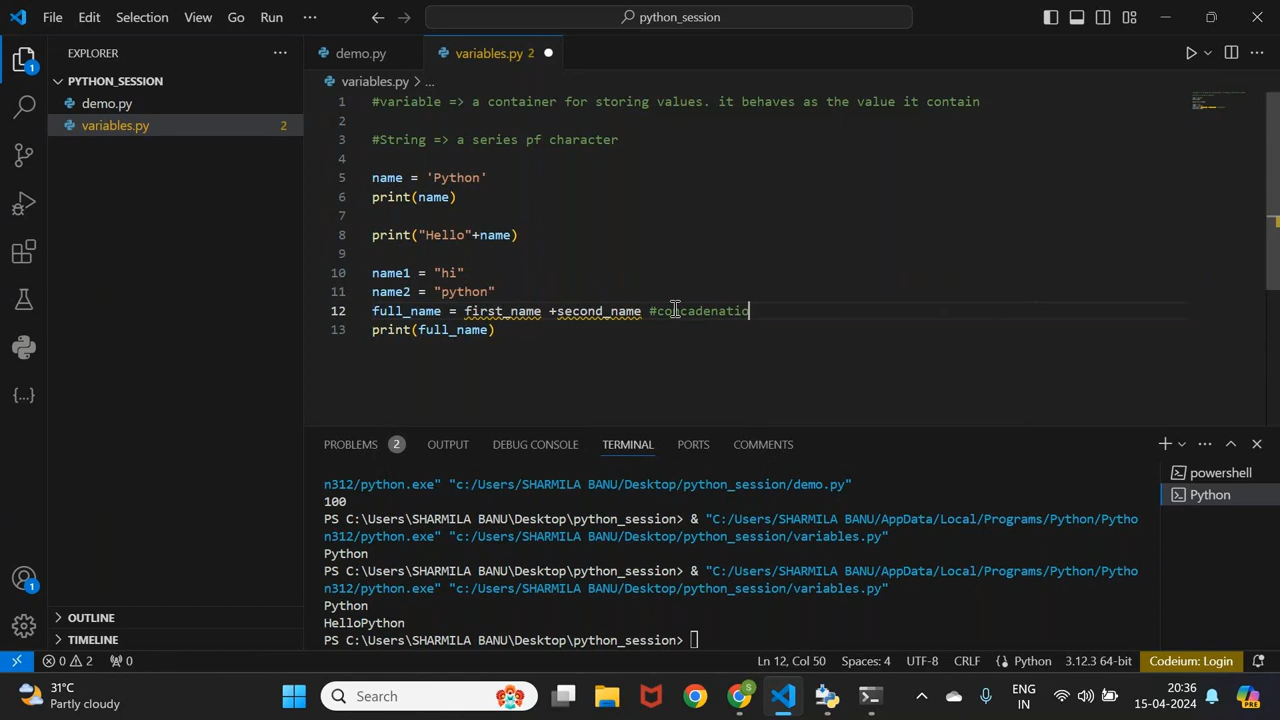 File Edit Selection View Go Run ··· python_session
EXPLORER ···
PYTHON_SESSION
demo.py
variables.py 2
demo.py variables.py 2
variables.py > ...
1 #variable => a container for storing values. it behaves as the value it contain
2
3 #String => a series pf character
4
5 name = 'Python'
6 print(name)
7
8 print("Hello"+name)
9
10 name1 = "hi"
11 name2 = "python"
12 full_name = first_name +second_name #concadenatio
13 print(full_name)
PROBLEMS 2 OUTPUT DEBUG CONSOLE TERMINAL PORTS COMMENTS
n312/python.exe" "c:/Users/SHARMILA BANU/Desktop/python_session/demo.py"
100
PS C:\Users\SHARMILA BANU\Desktop\python_session> & "C:/Users/SHARMILA BANU/AppData/Local/Programs/Python/Pytho
n312/python.exe" "c:/Users/SHARMILA BANU/Desktop/python_session/variables.py"
Python
PS C:\Users\SHARMILA BANU\Desktop\python_session> & "C:/Users/SHARMILA BANU/AppData/Local/Programs/Python/Pytho
n312/python.exe" "c:/Users/SHARMILA BANU/Desktop/python_session/variables.py"
Python
HelloPython
PS C:\Users\SHARMILA BANU\Desktop\python_session>
powershell
Python
1
1
OUTLINE
TIMELINE
0 2 0 Ln 12, Col 50 Spaces: 4 UTF-8 CRLF Python 3.12.3 64-bit Codeium: Login
31°C
Partly cloudy
Search
S
ENG
IN
20:36
15-04-2024
PRE